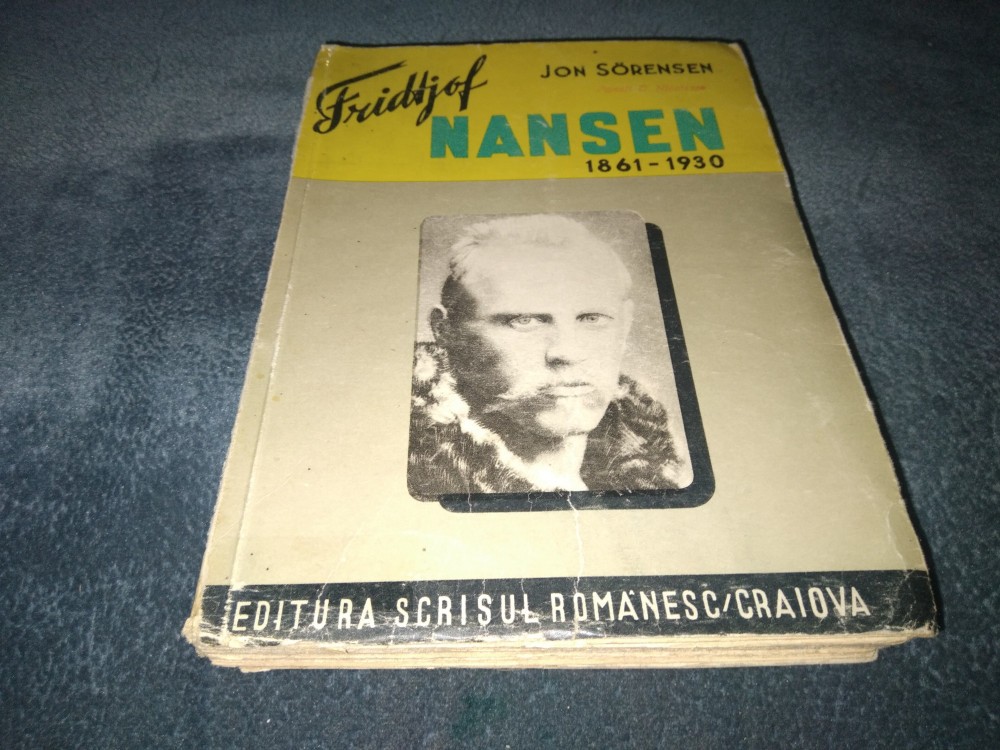 JON SÖRENSEN
Fridtjof
NANSEN
1861-1930
EDITURA SCRISUL ROMÂNESC/CRAIOVA